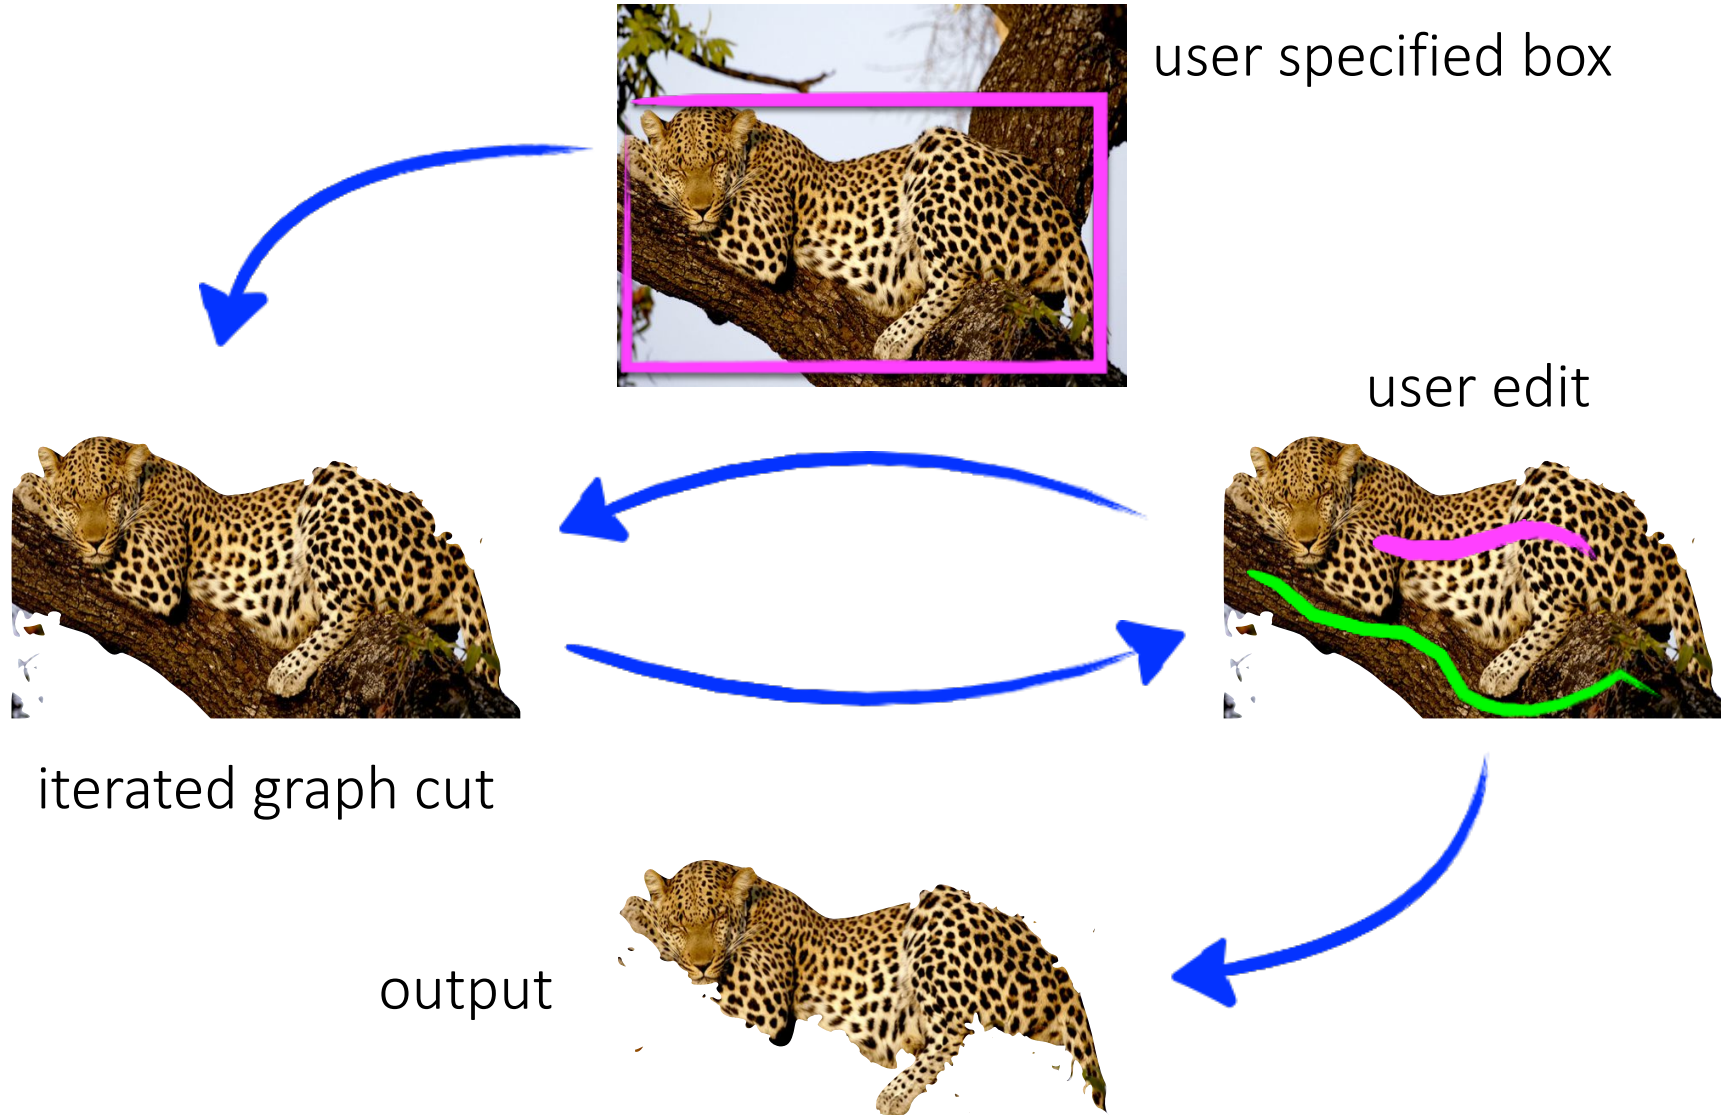 user specified box
user edit
iterated graph cut
output